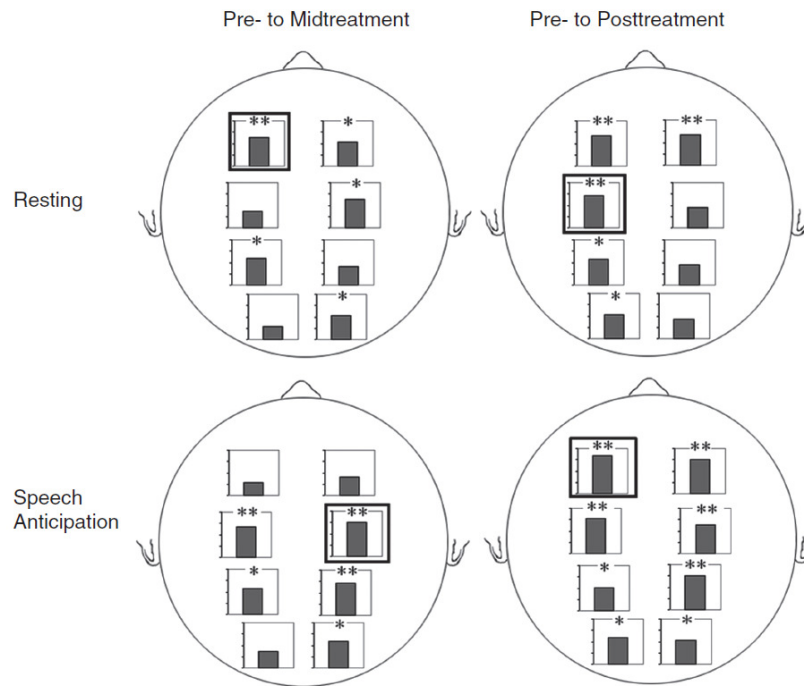 Pre- to Midtreatment Pre- to Posttreatment
** * ** **
Resting
* **
* *
* *
** **
Speech
Anticipation
** ** ** **
* ** * **
* * *